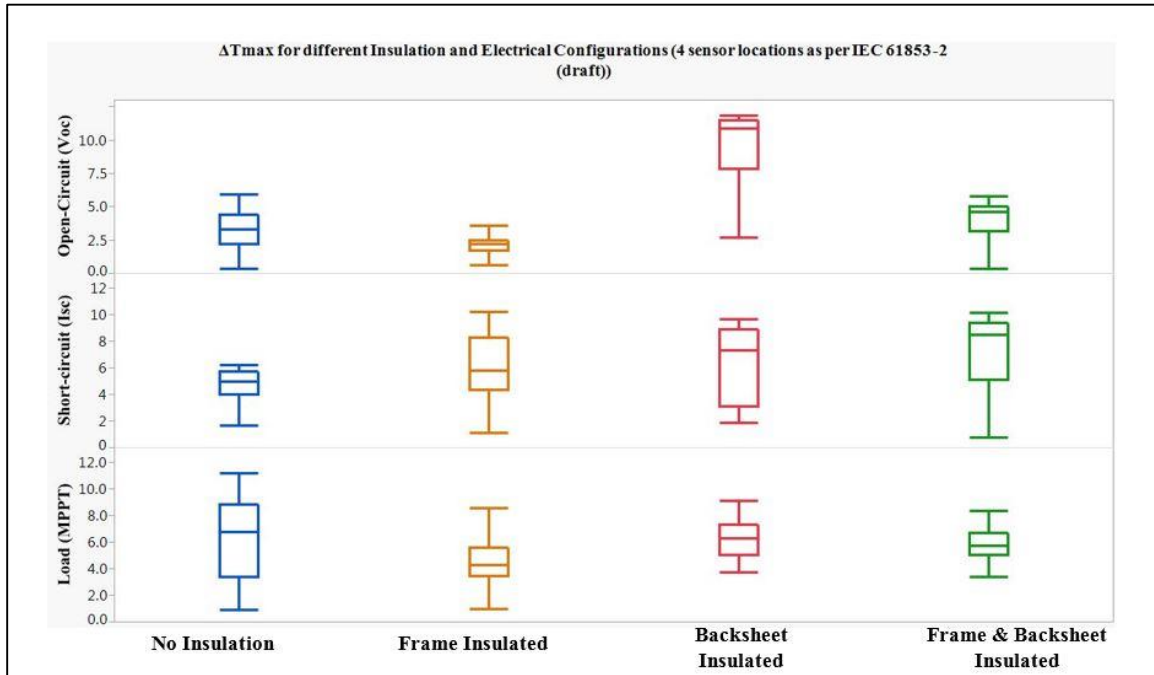 ΔTmax for different Insulation and Electrical Configurations (4 sensor locations as per IEC 61853-2
(draft))
Open-Circuit (Voc)
10.0
7.5
5.0
2.5
0.0
Short-circuit (Isc)
12
10
8
6
4
2
0
Load (MPPT)
12.0
10.0
8.0
6.0
4.0
2.0
0.0
No Insulation
Frame Insulated
Backsheet
Insulated
Frame & Backsheet
Insulated